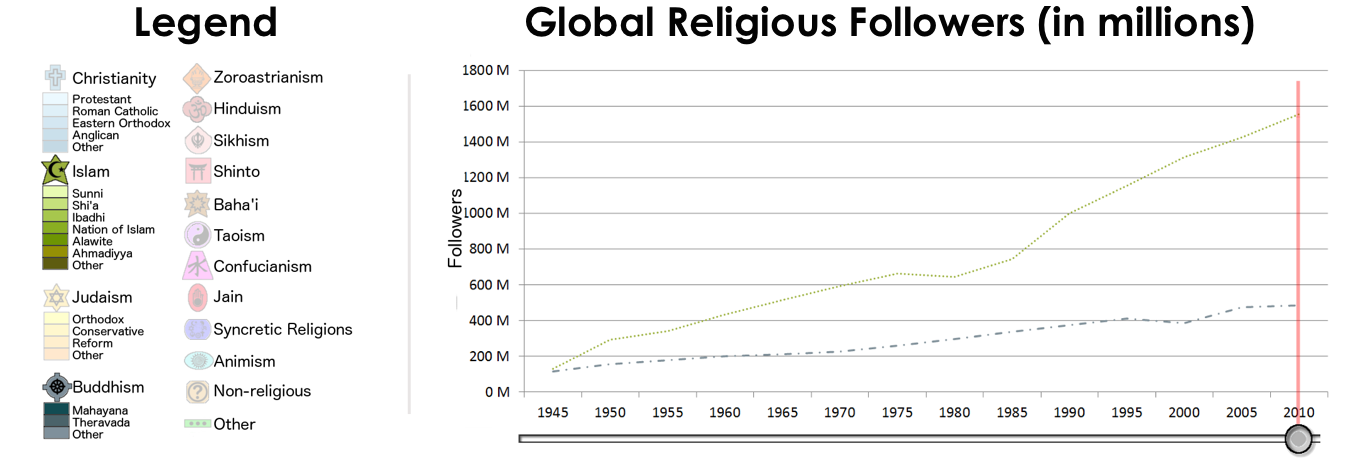 Legend
Christianity
Protestant
Roman Catholic
Eastern Orthodox
Anglican
Other
Islam
Sunni
Shi'a
Ibadhi
Nation of Islam
Alawite
Ahmadiyya
Other
Judaism
Orthodox
Conservative
Reform
Other
Buddhism
Mahayana
Theravada
Other
Zoroastrianism
Hinduism
Sikhism
Shinto
Baha'i
Taoism
Confucianism
Jain
Syncretic Religions
Animism
?
Non-religious
Other
Global Religious Followers (in millions)
Followers
1800 M
1600 M
1400 M
1200 M
1000 M
800 M
600 M
400 M
200 M
0 M
1945 1950 1955 1960 1965 1970 1975 1980 1985 1990 1995 2000 2005 2010